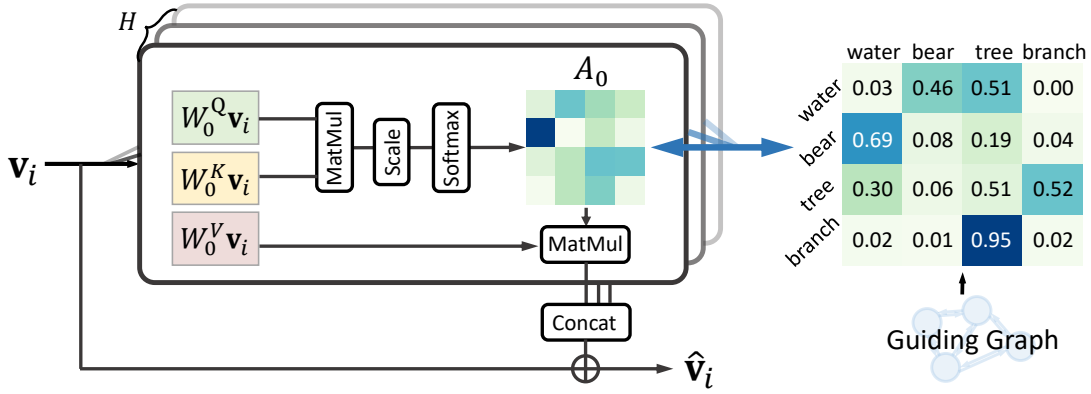 H
A₀
W₀^Q v_i
W₀^K v_i
W₀^V v_i
MatMul
Scale
Softmax
v_i
MatMul
Concat
v̂_i
water bear tree branch
water 0.03 0.46 0.51 0.00
bear 0.69 0.08 0.19 0.04
tree 0.30 0.06 0.51 0.52
branch 0.02 0.01 0.95 0.02
Guiding Graph